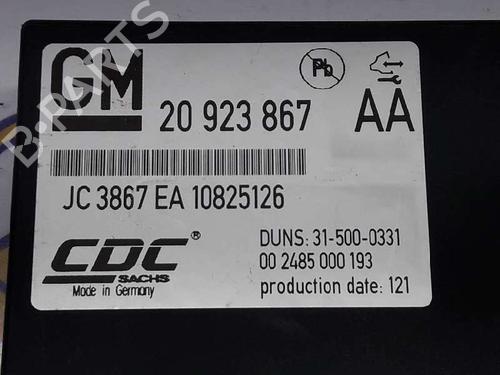 GM
Pb
20 923 867 AA
JC 3867 EA 10825126
CDC®
SACHS
Made in Germany
DUNS: 31-500-0331
00 2485 000 193
production date: 121
B-PARTS